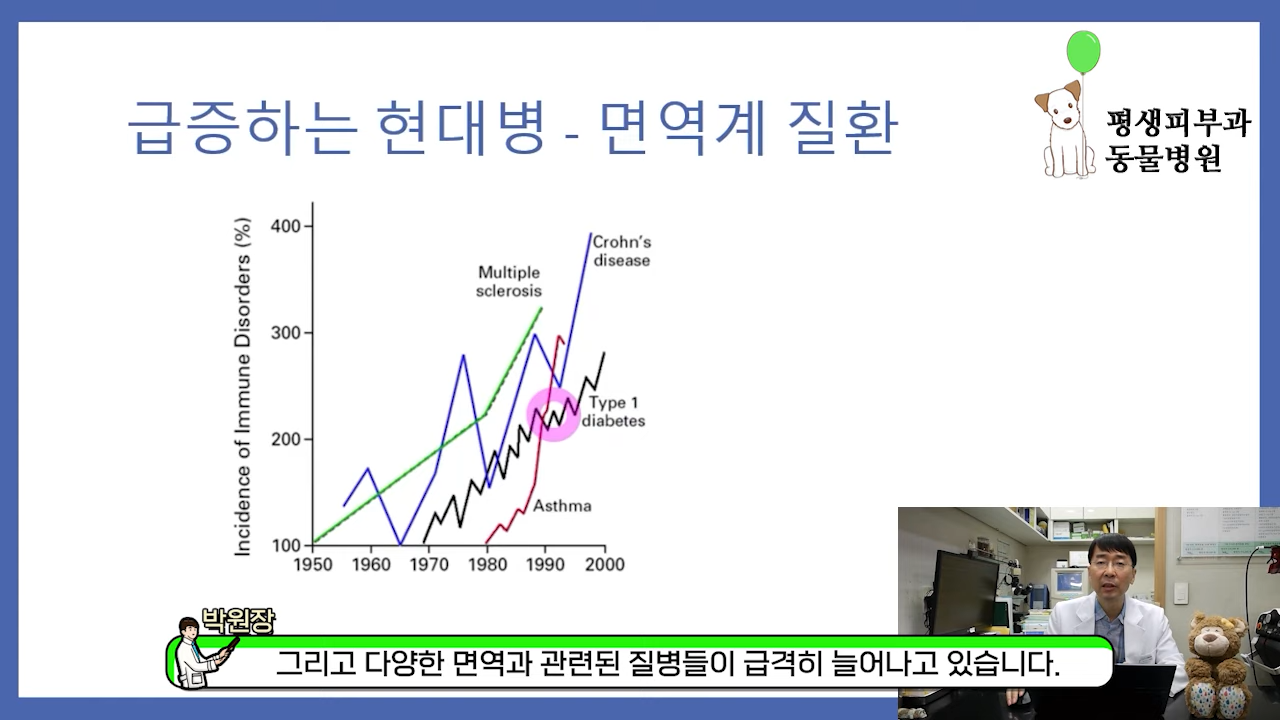 급증하는 현대병 - 면역계 질환
평생피부과
동물병원
Incidence of Immune Disorders (%)
400
300
200
100
1950 1960 1970 1980 1990 2000
Multiple
sclerosis
Crohn's
disease
Type 1
diabetes
Asthma
박원장
그리고 다양한 면역과 관련된 질병들이 급격히 늘어나고 있습니다.